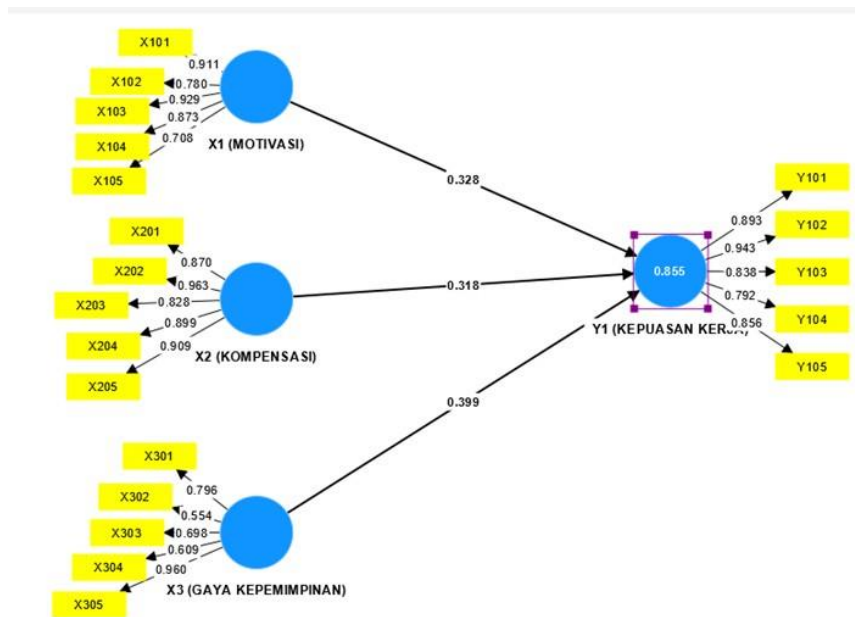 X101
0.911
X102
0.780
0.929
X103
0.873
X104
0.708
X105
X1 (MOTIVASI)
0.328
X201
0.870
X202
0.963
X203
0.828
0.899
X204
0.909
X205
X2 (KOMPENSASI)
0.318
X301
0.796
X302
0.554
X303
0.698
0.609
X304
0.960
X305
X3 (GAYA KEPEMIMPINAN)
0.399
0.855
Y1 (KEPUASAN KERJA)
Y101
0.893
Y102
0.943
Y103
0.838
0.792
Y104
0.856
Y105